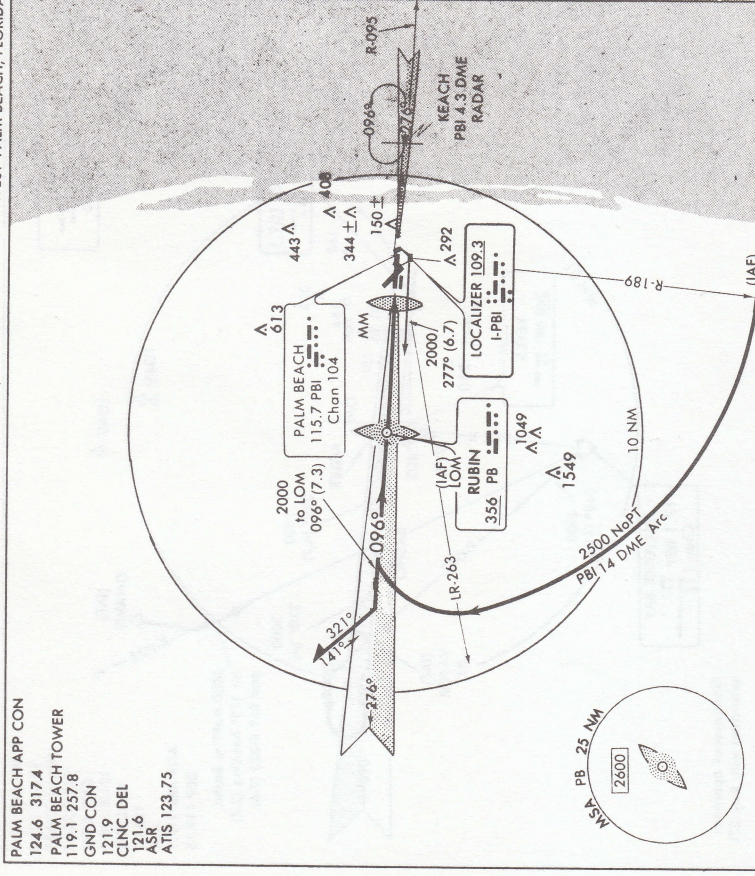 PALM BEACH APP CON
124.6 317.4
PALM BEACH TOWER
119.1 257.8
GND CON
121.9
CLNC DEL
121.6
ASR
ATIS 123.75
R-095
096°
276°
KEACH
PBI 4.3 DME
RADAR
408
443
344±
150±
292
613
PALM BEACH
115.7 PBI
Chan 104
MM
LOCALIZER 109.3
I-PBI
R-189
(IAF)
2000
277° (6.7)
2000
to LOM
096° (7.3)
096°
(IAF)
LOM
RUBIN
356 PB
1049
1549
10 NM
LR-263
2500 NoPT
PBI 14 DME Arc
321°
141°
276°
MSA PB 25 NM
2600